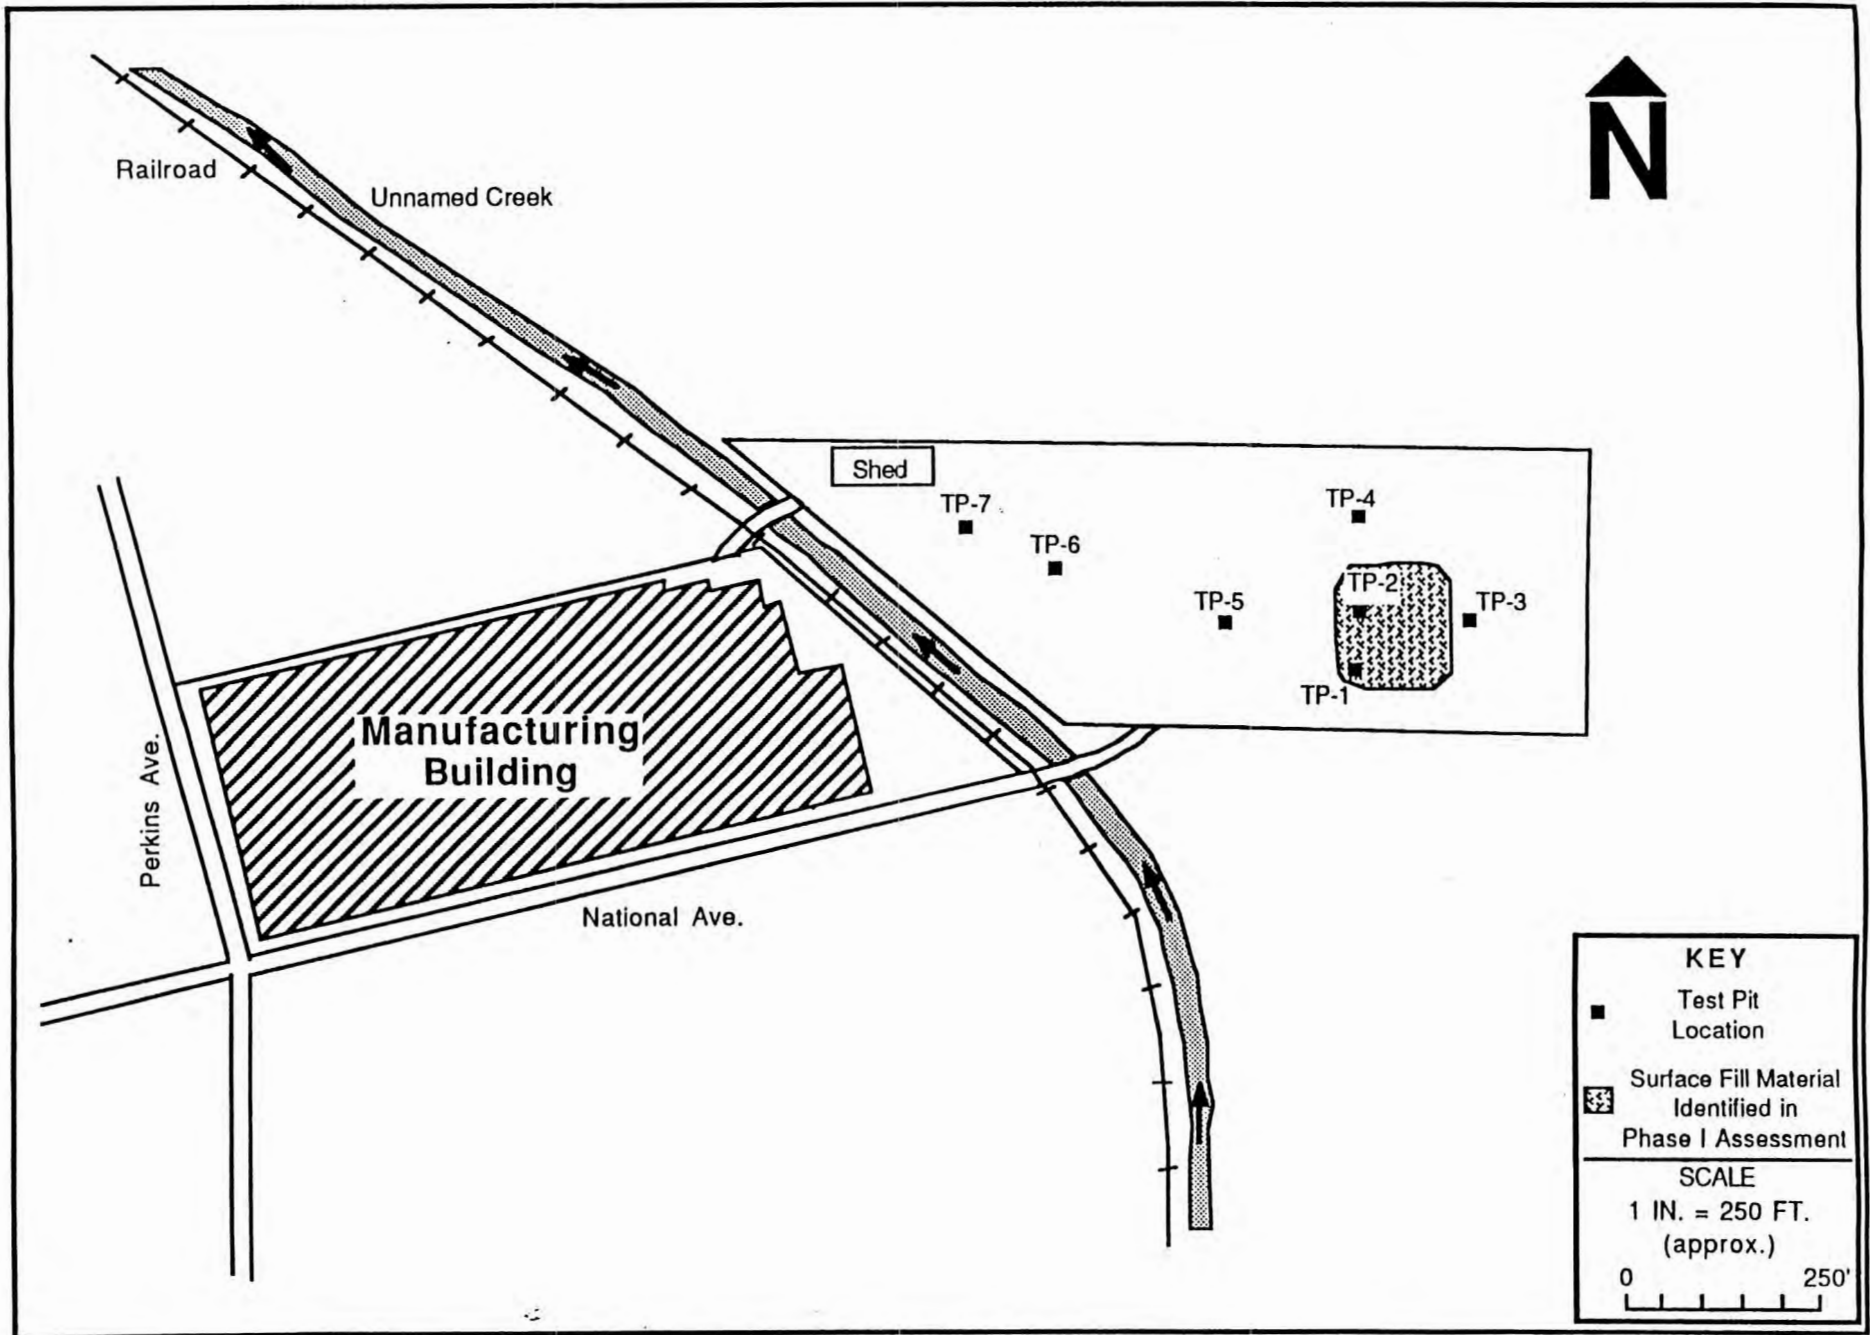 N
Railroad
Unnamed Creek
Shed
TP-7
TP-4
TP-6
TP-2
TP-5
TP-3
TP-1
Manufacturing
Building
Perkins Ave.
National Ave.
KEY
Test Pit
Location
Surface Fill Material
Identified in
Phase I Assessment
SCALE
1 IN. = 250 FT.
(approx.)
0 250'